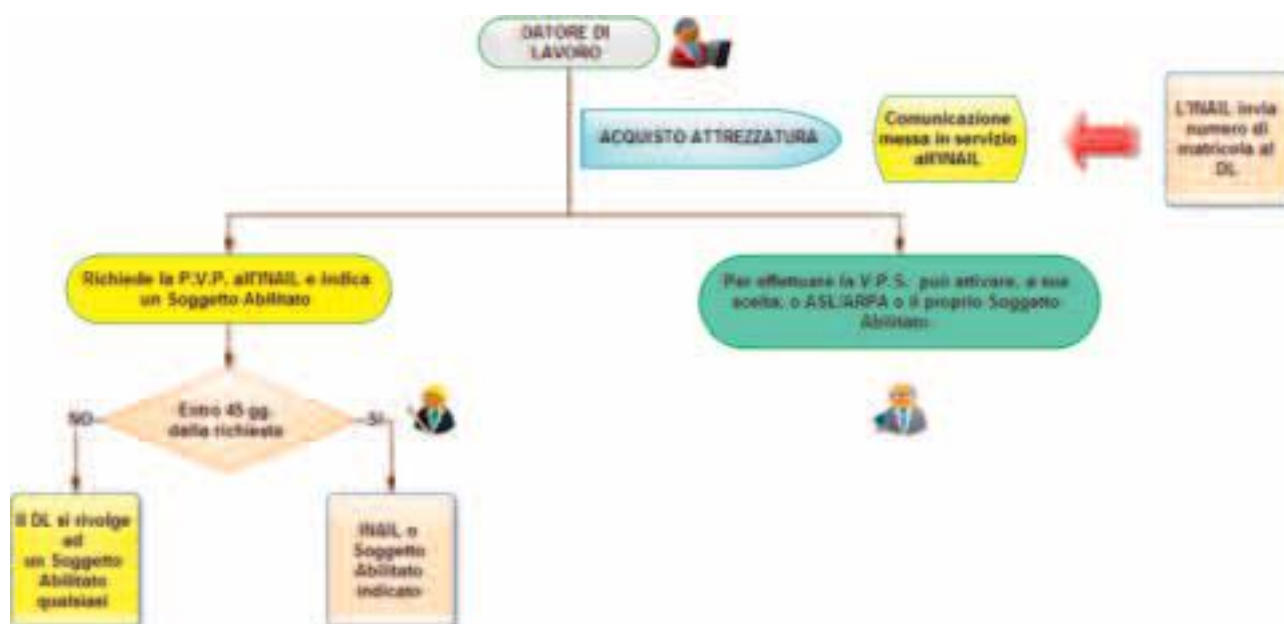 DATORE DI
LAVORO
ACQUISTO ATTREZZATURA
Comunicazione
messa in servizio
all'INAIL
L'INAIL invia
numero di
matricola al
DL
Richiede la P.V.P. all'INAIL e indica
un Soggetto Abilitato
Per effettuare la V.P.S. può attivare, a sua
scelta, o ASL/ARPA o il proprio Soggetto
Abilitato
Entro 45 gg.
dalla richiesta
NO
SI
Il DL si rivolge
ad
un Soggetto
Abilitato
qualsiasi
INAIL o
Soggetto
Abilitato
indicato